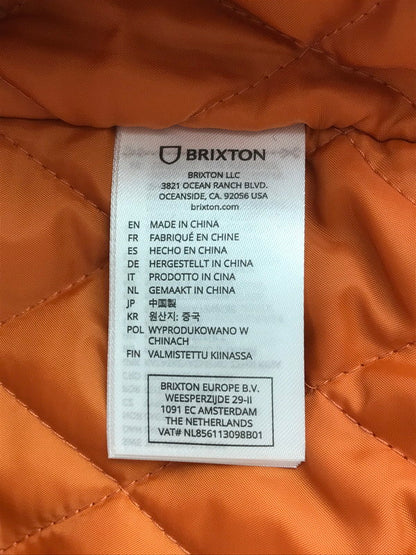 BRIXTON
BRIXTON LLC
3821 OCEAN RANCH BLVD.
OCEANSIDE, CA. 92056 USA
brixton.com
EN MADE IN CHINA
FR FABRIQUÉ EN CHINE
ES HECHO EN CHINA
DE HERGESTELLT IN CHINA
IT PRODOTTO IN CINA
NL GEMAAKT IN CHINA
JP 中国製
KR 원산지: 중국
POL WYPRODUKOWANO W
CHINACH
FIN VALMISTETTU KIINASSA
BRIXTON EUROPE B.V.
WEESPERZIJDE 29-II
1091 EC AMSTERDAM
THE NETHERLANDS
VAT# NL856113098B01